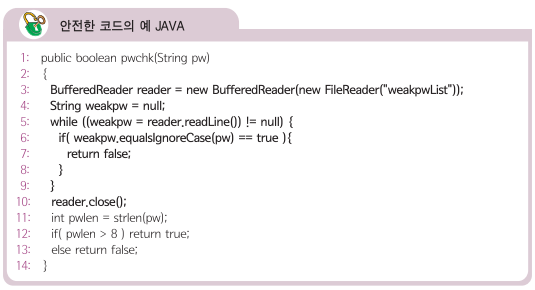 안전한 코드의 예 JAVA
1: public boolean pwchk(String pw)
2: {
3: BufferedReader reader = new BufferedReader(new FileReader("weakpwList"));
4: String weakpw = null;
5: while ((weakpw = reader.readLine()) != null) {
6: if( weakpw.equalsIgnoreCase(pw) == true ){
7: return false;
8: }
9: }
10: reader.close();
11: int pwlen = strlen(pw);
12: if( pwlen > 8 ) return true;
13: else return false;
14: }